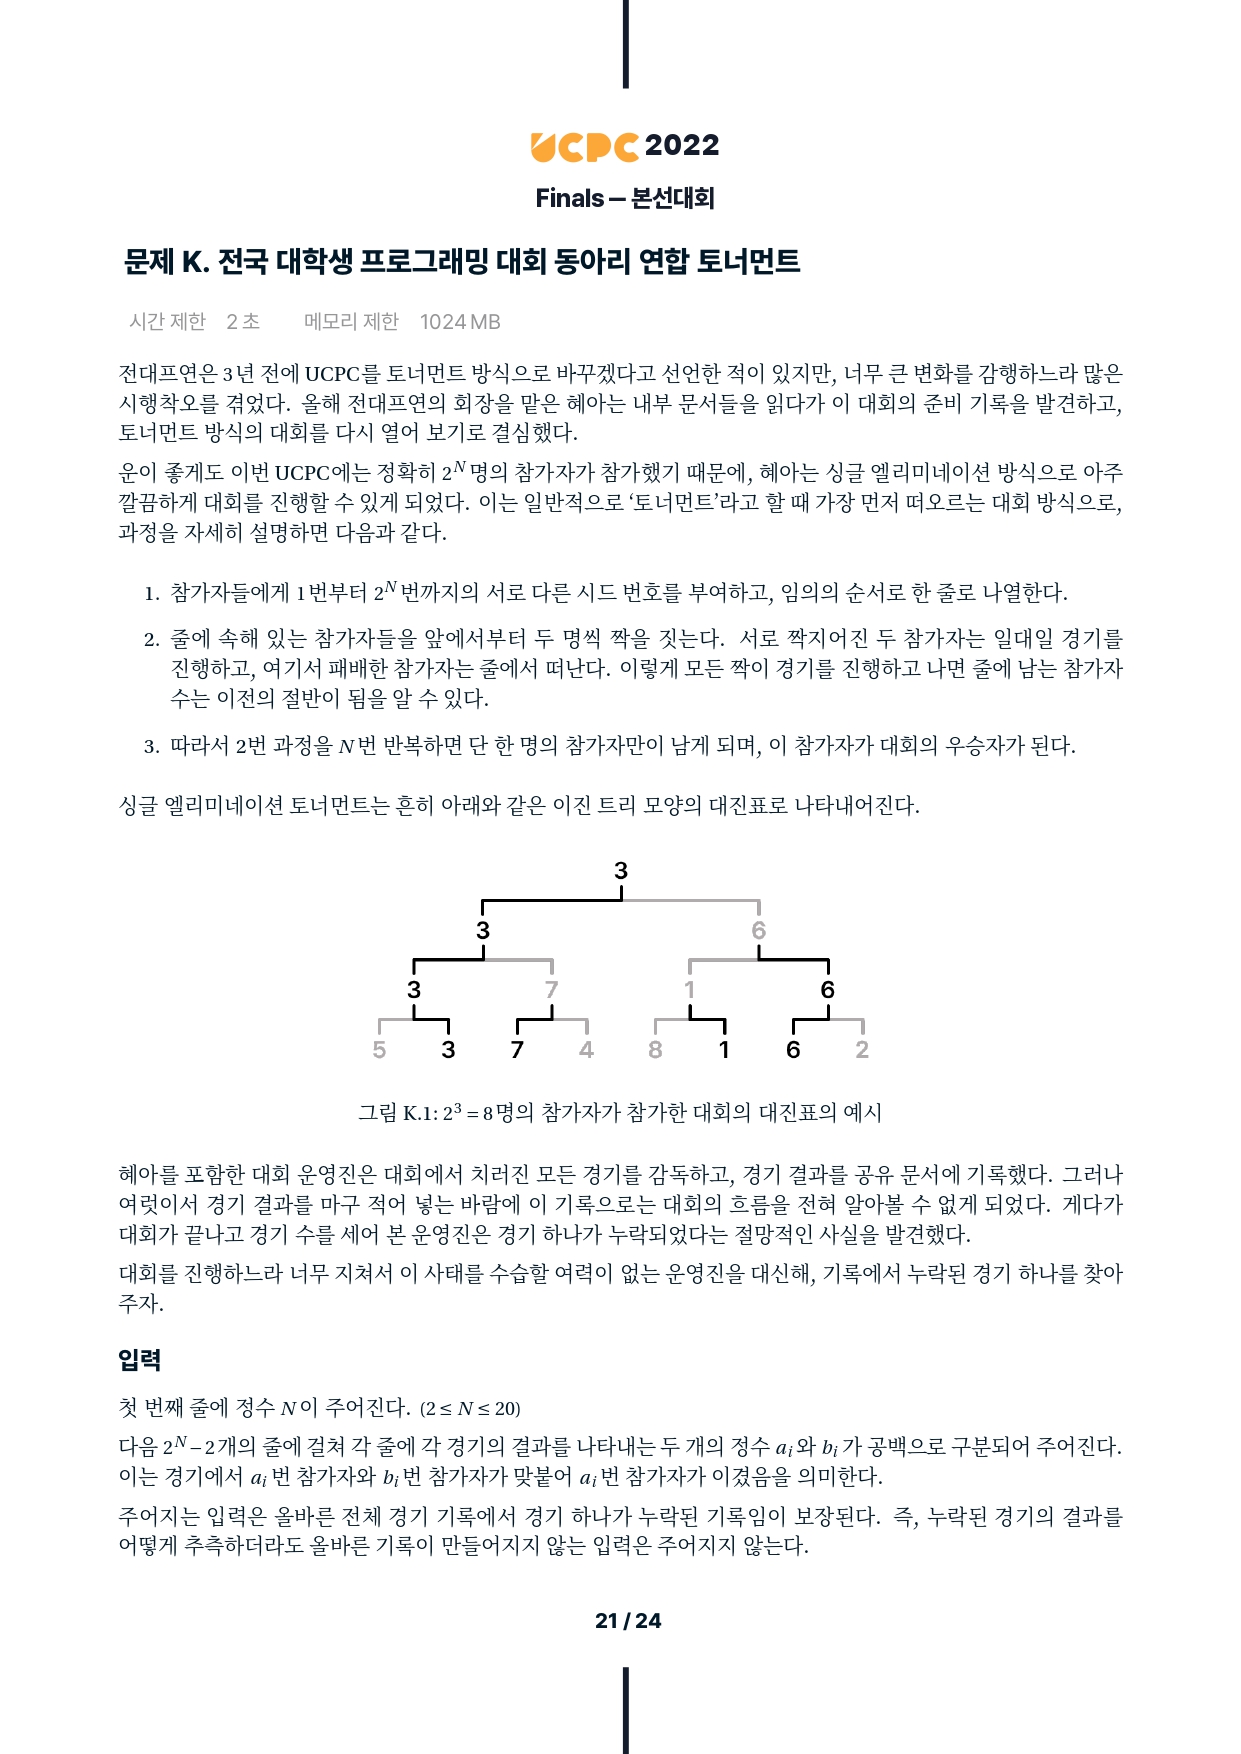 UCPC 2022
Finals — 본선대회
문제 K. 전국 대학생 프로그래밍 대회 동아리 연합 토너먼트
시간 제한 2 초 메모리 제한 1024 MB
전대프연은 3년 전에 UCPC를 토너먼트 방식으로 바꾸겠다고 선언한 적이 있지만, 너무 큰 변화를 감행하느라 많은
시행착오를 겪었다. 올해 전대프연의 회장을 맡은 혜아는 내부 문서들을 읽다가 이 대회의 준비 기록을 발견하고,
토너먼트 방식의 대회를 다시 열어 보기로 결심했다.
운이 좋게도 이번 UCPC에는 정확히 2^N명의 참가자가 참가했기 때문에, 혜아는 싱글 엘리미네이션 방식으로 아주
깔끔하게 대회를 진행할 수 있게 되었다. 이는 일반적으로 ‘토너먼트’라고 할 때 가장 먼저 떠오르는 대회 방식으로,
과정을 자세히 설명하면 다음과 같다.
1. 참가자들에게 1번부터 2^N번까지의 서로 다른 시드 번호를 부여하고, 임의의 순서로 한 줄로 나열한다.
2. 줄에 속해 있는 참가자들을 앞에서부터 두 명씩 짝을 짓는다. 서로 짝지어진 두 참가자는 일대일 경기를
진행하고, 여기서 패배한 참가자는 줄에서 떠난다. 이렇게 모든 짝이 경기를 진행하고 나면 줄에 남는 참가자
수는 이전의 절반이 됨을 알 수 있다.
3. 따라서 2번 과정을 N번 반복하면 단 한 명의 참가자만이 남게 되며, 이 참가자가 대회의 우승자가 된다.
싱글 엘리미네이션 토너먼트는 흔히 아래와 같은 이진 트리 모양의 대진표로 나타내어진다.
3
3 6
3 7 1 6
5 3 7 4 8 1 6 2
그림 K.1: 2^3 = 8명의 참가자가 참가한 대회의 대진표의 예시
혜아를 포함한 대회 운영진은 대회에서 치러진 모든 경기를 감독하고, 경기 결과를 공유 문서에 기록했다. 그러나
여럿이서 경기 결과를 마구 적어 넣는 바람에 이 기록으로는 대회의 흐름을 전혀 알아볼 수 없게 되었다. 게다가
대회가 끝나고 경기 수를 세어 본 운영진은 경기 하나가 누락되었다는 절망적인 사실을 발견했다.
대회를 진행하느라 너무 지쳐서 이 사태를 수습할 여력이 없는 운영진을 대신해, 기록에서 누락된 경기 하나를 찾아
주자.
입력
첫 번째 줄에 정수 N이 주어진다. (2 ≤ N ≤ 20)
다음 2^N − 2개의 줄에 걸쳐 각 줄에 각 경기의 결과를 나타내는 두 개의 정수 a_i와 b_i가 공백으로 구분되어 주어진다.
이는 경기에서 a_i번 참가자와 b_i번 참가자가 맞붙어 a_i번 참가자가 이겼음을 의미한다.
주어지는 입력은 올바른 전체 경기 기록에서 경기 하나가 누락된 기록임이 보장된다. 즉, 누락된 경기의 결과를
어떻게 추측하더라도 올바른 기록이 만들어지지 않는 입력은 주어지지 않는다.
21 / 24